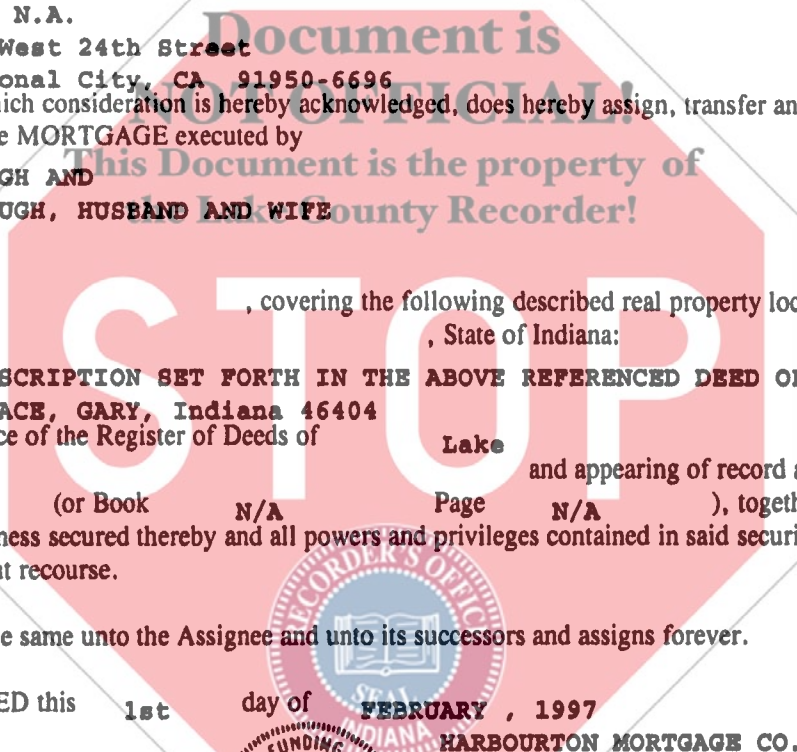 N.A.
Document is
West 24th Street
onal City, CA 91950-6696
NOT OFFICIAL!
ich consideration is hereby acknowledged, does hereby assign, transfer an
e MORTGAGE executed by
This Document is the property of
GH AND
the Lake County Recorder!
UGH, HUSBAND AND WIFE
, covering the following described real property loc
, State of Indiana:
STOP
SCRIPTION SET FORTH IN THE ABOVE REFERENCED DEED O
ACE, GARY, Indiana 46404
ce of the Register of Deeds of Lake
and appearing of record a
(or Book N/A Page N/A ), togeth
ness secured thereby and all powers and privileges contained in said securi
t recourse.
RECORDER'S OFFICE
e same unto the Assignee and unto its successors and assigns forever.
SEAL
ED this 1st day of FEBRUARY , 1997
INDIANA
FUNDING
HARBOURTON MORTGAGE CO.